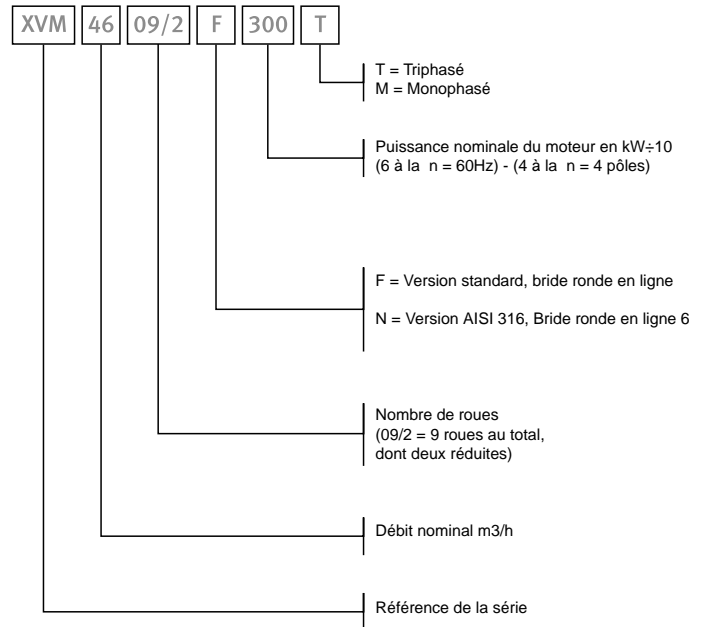 XVM 46 09/2 F 300 T
T = Triphasé
M = Monophasé
Puissance nominale du moteur en kW÷10
(6 à la n = 60Hz) - (4 à la n = 4 pôles)
F = Version standard, bride ronde en ligne
N = Version AISI 316, Bride ronde en ligne 6
Nombre de roues
(09/2 = 9 roues au total,
dont deux réduites)
Débit nominal m3/h
Référence de la série